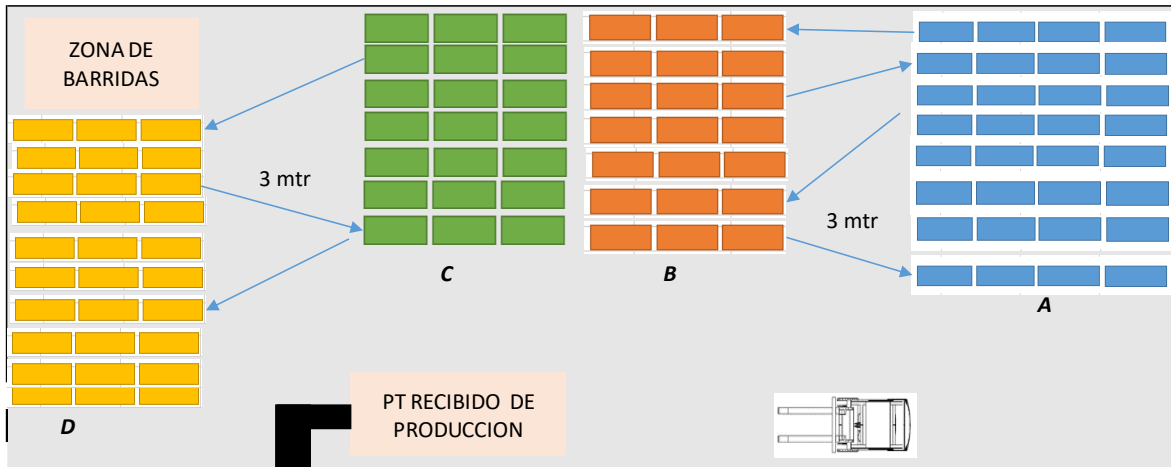 ZONA DE
BARRIDAS
3 mtr
3 mtr
C
B
A
PT RECIBIDO DE
PRODUCCION
D